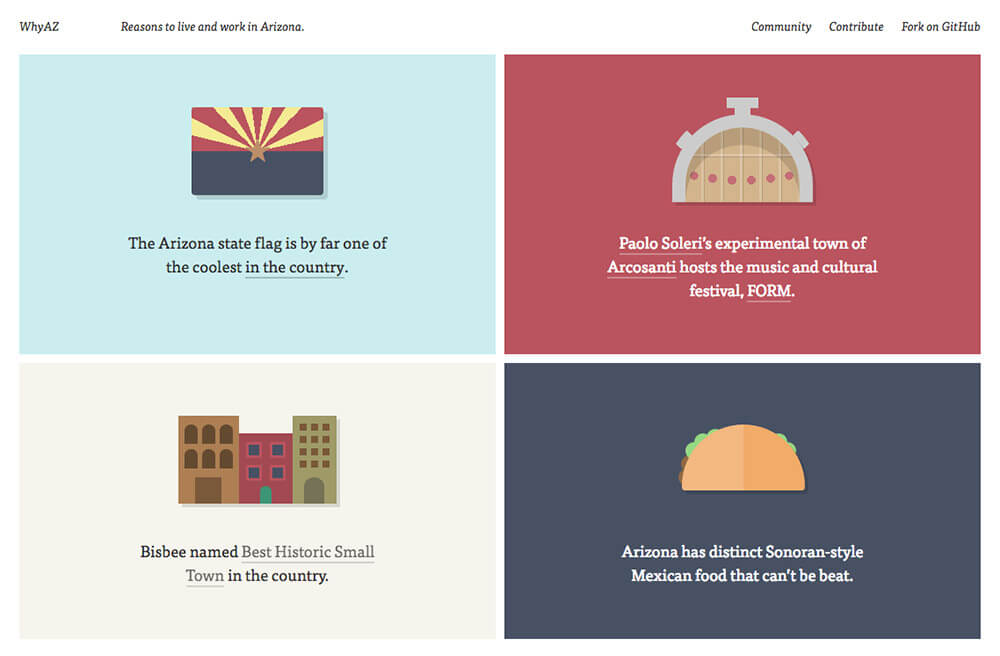 WhyAZ
Reasons to live and work in Arizona.
Community
Contribute
Fork on GitHub
The Arizona state flag is by far one of
the coolest in the country.
Paolo Soleri's experimental town of
Arcosanti hosts the music and cultural
festival, FORM.
Bisbee named Best Historic Small
Town in the country.
Arizona has distinct Sonoran-style
Mexican food that can't be beat.